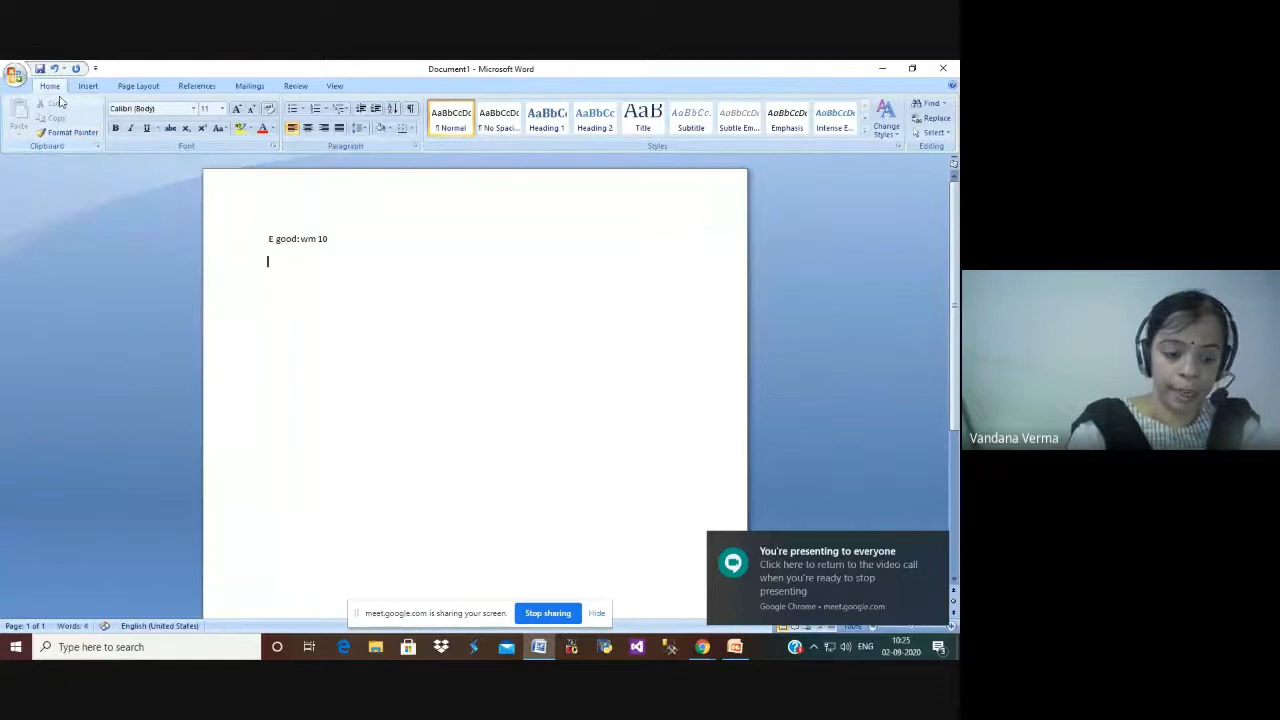 Document1 - Microsoft Word
Home Insert Page Layout References Mailings Review View
Paste
Cut
Copy
Format Painter
Clipboard
Calibri (Body) 11
Font
Paragraph
AaBbCcDc AaBbCcDc AaBbCc AaBbCc AaB AaBbCc. AaBbCcDc AaBbCcDc AaBbCcDc
¶ Normal ¶ No Spaci... Heading 1 Heading 2 Title Subtitle Subtle Em... Emphasis Intense E...
Styles
Change Styles
Find
Replace
Select
Editing
E good: wm 10
Vandana Verma
You're presenting to everyone
Click here to return to the video call
when you're ready to stop
presenting
Google Chrome • meet.google.com
meet.google.com is sharing your screen. Stop sharing Hide
Page: 1 of 1 Words: 4 English (United States) 100%
Type here to search
ENG
10:25
02-09-2020